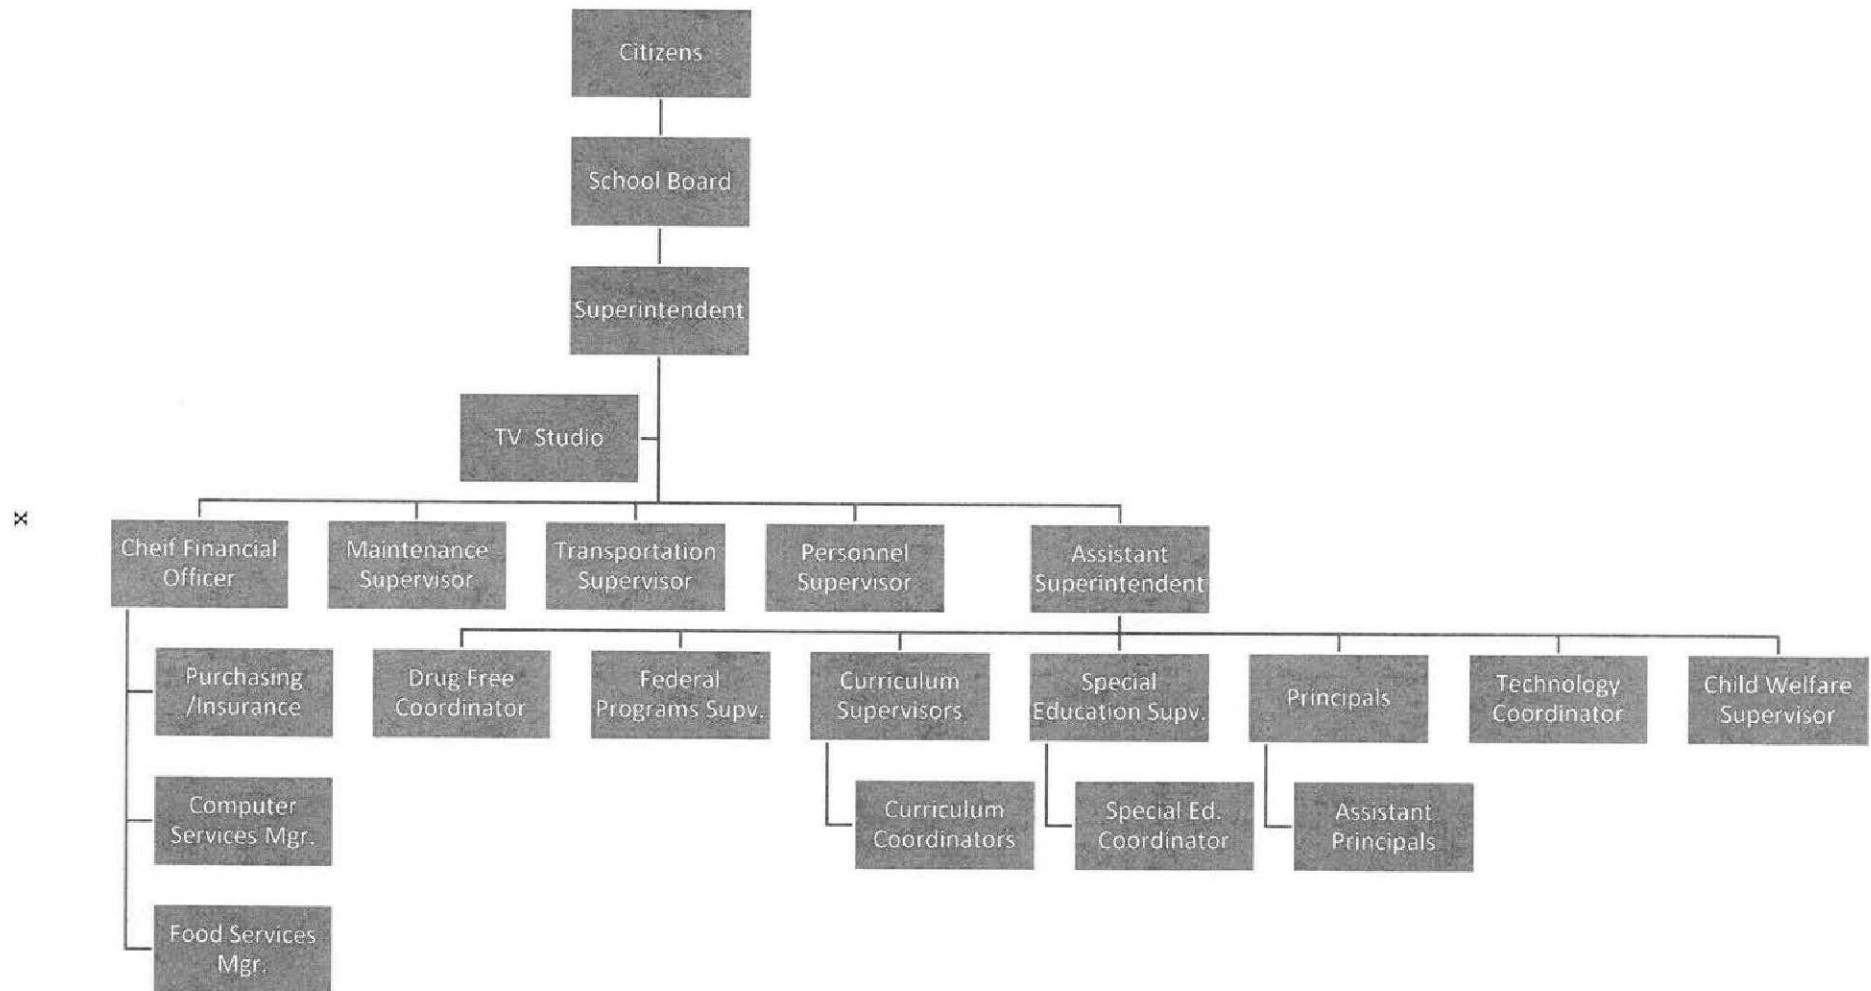 Citizens
School Board
Superintendent
TV Studio
x
Cheif Financial
Officer
Maintenance
Supervisor
Transportation
Supervisor
Personnel
Supervisor
Assistant
Superintendent
Purchasing
/Insurance
Drug Free
Coordinator
Federal
Programs Supv.
Curriculum
Supervisors
Special
Education Supv.
Principals
Technology
Coordinator
Child Welfare
Supervisor
Computer
Services Mgr.
Curriculum
Coordinators
Special Ed.
Coordinator
Assistant
Principals
Food Services
Mgr.